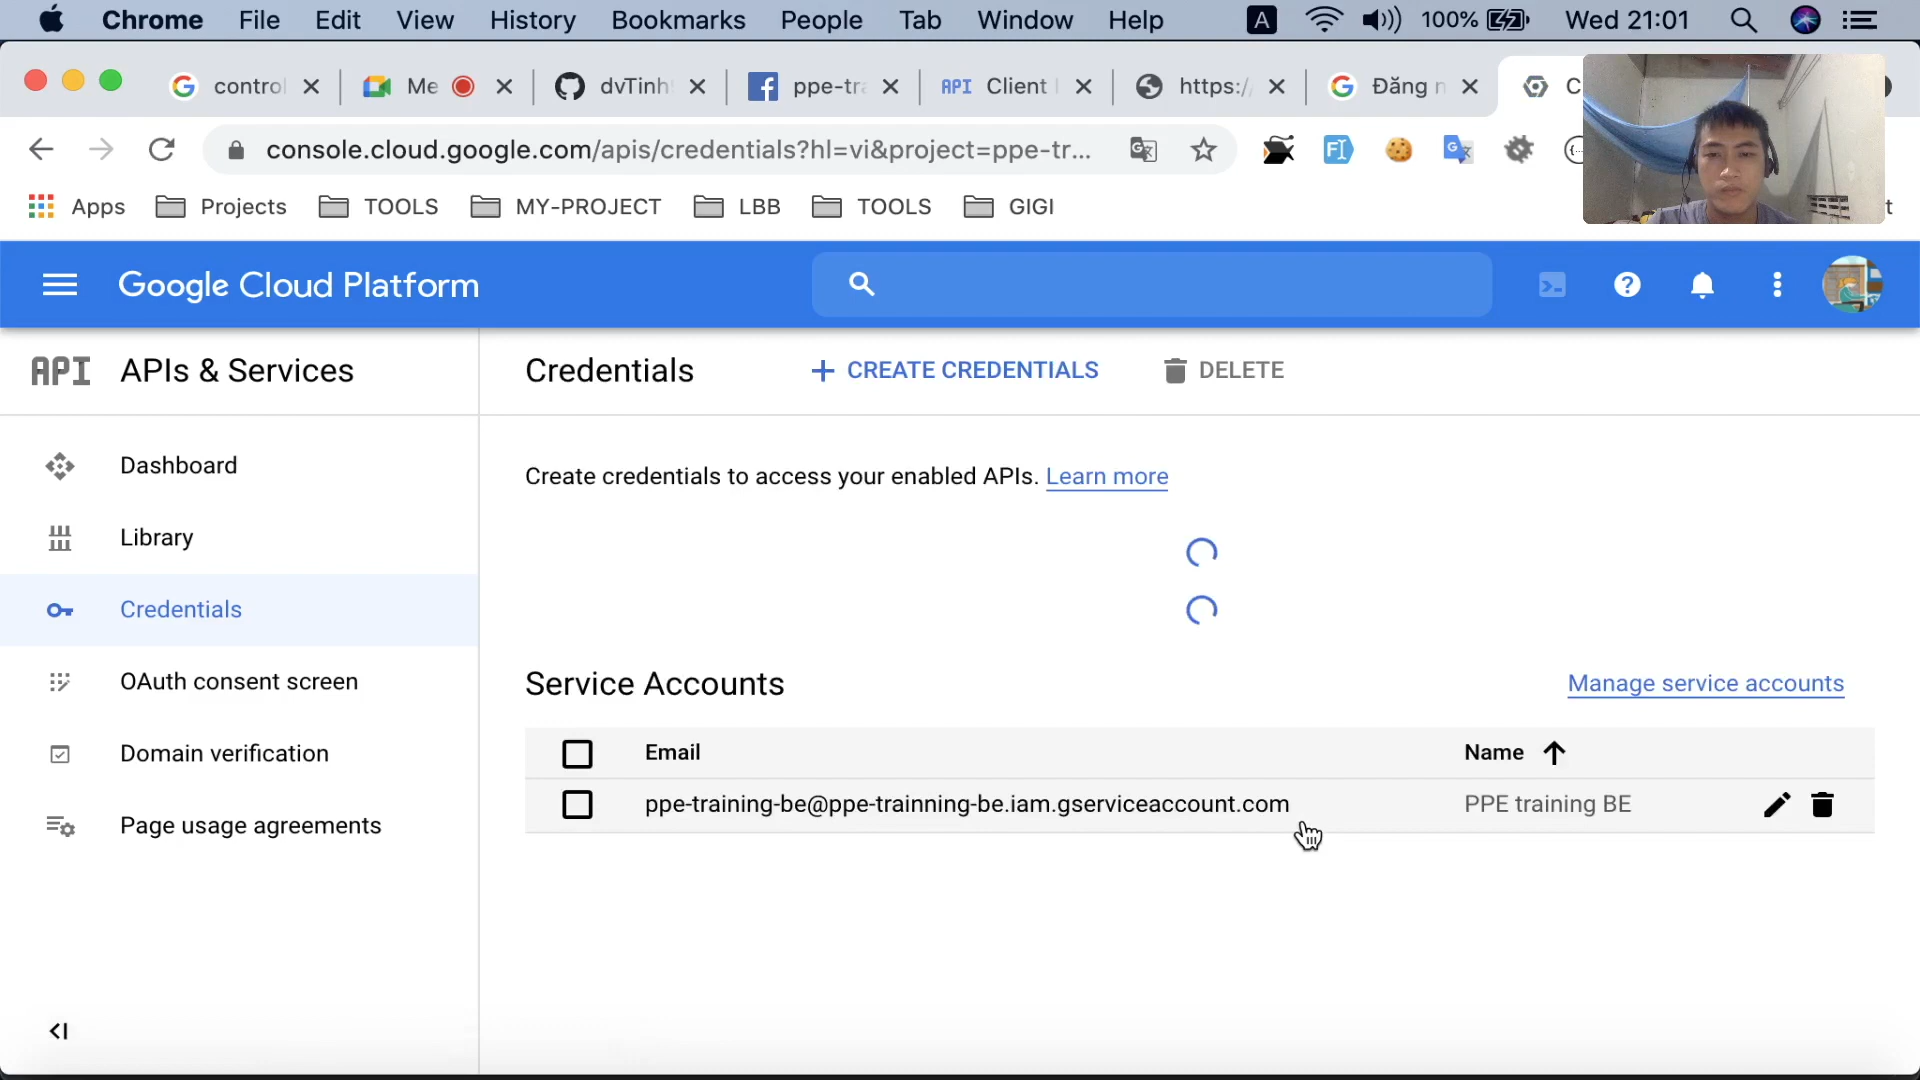 Chrome File Edit View History Bookmarks People Tab Window Help A 100% Wed 21:01
control Me dvTinh ppe-tra API Client https:/ Đăng n C
console.cloud.google.com/apis/credentials?hl=vi&project=ppe-tr...
Apps Projects TOOLS MY-PROJECT LBB TOOLS GIGI
Google Cloud Platform
API APIs & Services
Credentials + CREATE CREDENTIALS DELETE
Dashboard
Library
Credentials
OAuth consent screen
Domain verification
Page usage agreements
Create credentials to access your enabled APIs. Learn more
Service Accounts Manage service accounts
Email Name
ppe-training-be@ppe-trainning-be.iam.gserviceaccount.com PPE training BE